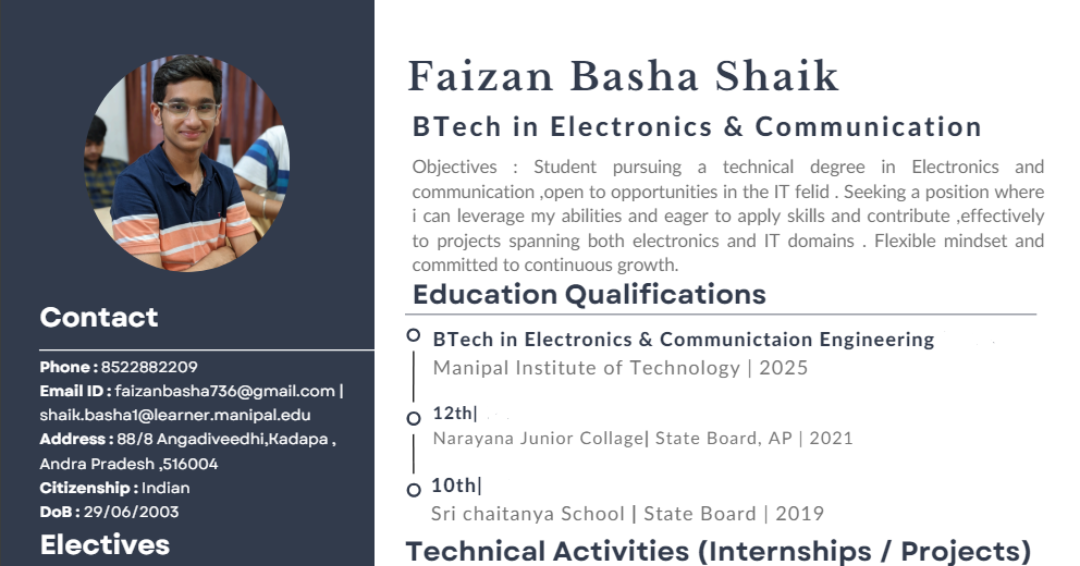 Faizan Basha Shaik
BTech in Electronics & Communication
Objectives : Student pursuing a technical degree in Electronics and
communication ,open to opportunities in the IT felid . Seeking a position where
i can leverage my abilities and eager to apply skills and contribute ,effectively
to projects spanning both electronics and IT domains . Flexible mindset and
committed to continuous growth.
Contact
Phone : 8522882209
Email ID : faizanbasha736@gmail.com |
shaik.basha1@learner.manipal.edu
Address : 88/8 Angadiveedhi,Kadapa ,
Andra Pradesh ,516004
Citizenship : Indian
DoB : 29/06/2003
Electives
Education Qualifications
BTech in Electronics & Communictaion Engineering
Manipal Institute of Technology | 2025
12th|
Narayana Junior Collage| State Board, AP | 2021
10th|
Sri chaitanya School | State Board | 2019
Technical Activities (Internships / Projects)